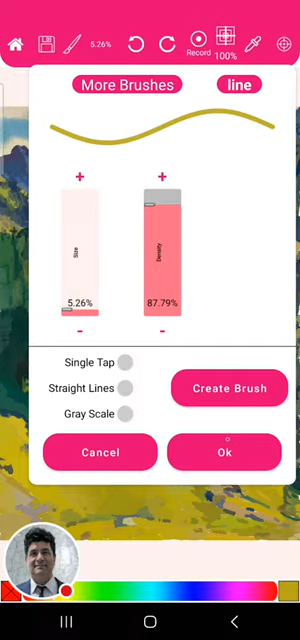 5.26%
Record
100%
More Brushes
line
+ +
Size
Density
5.26%
87.79%
- -
Single Tap
Straight Lines
Gray Scale
Create Brush
Cancel
Ok